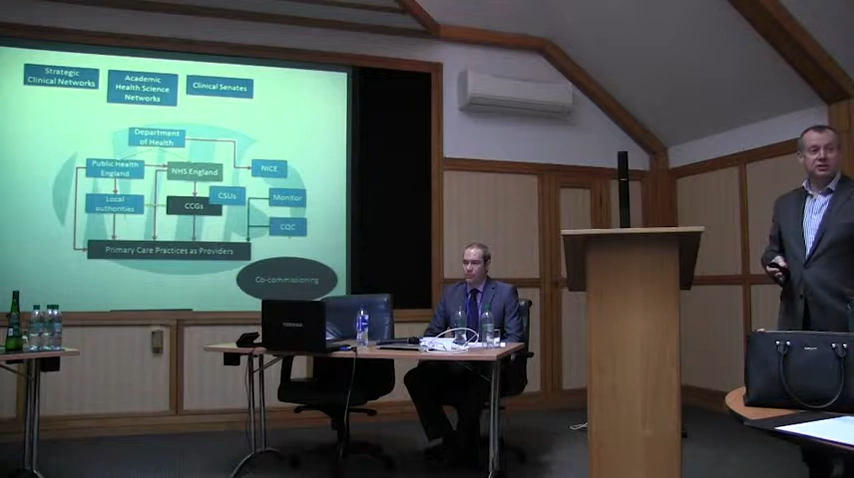 Strategic
Clinical Networks
Academic
Health Science
Networks
Clinical Senates
Department
of Health
Public Health
England
NHS England
NICE
CSUs
Monitor
Local
authorities
CCGs
CQC
Primary Care Practices as Providers
Co-commissioning
TOSHIBA